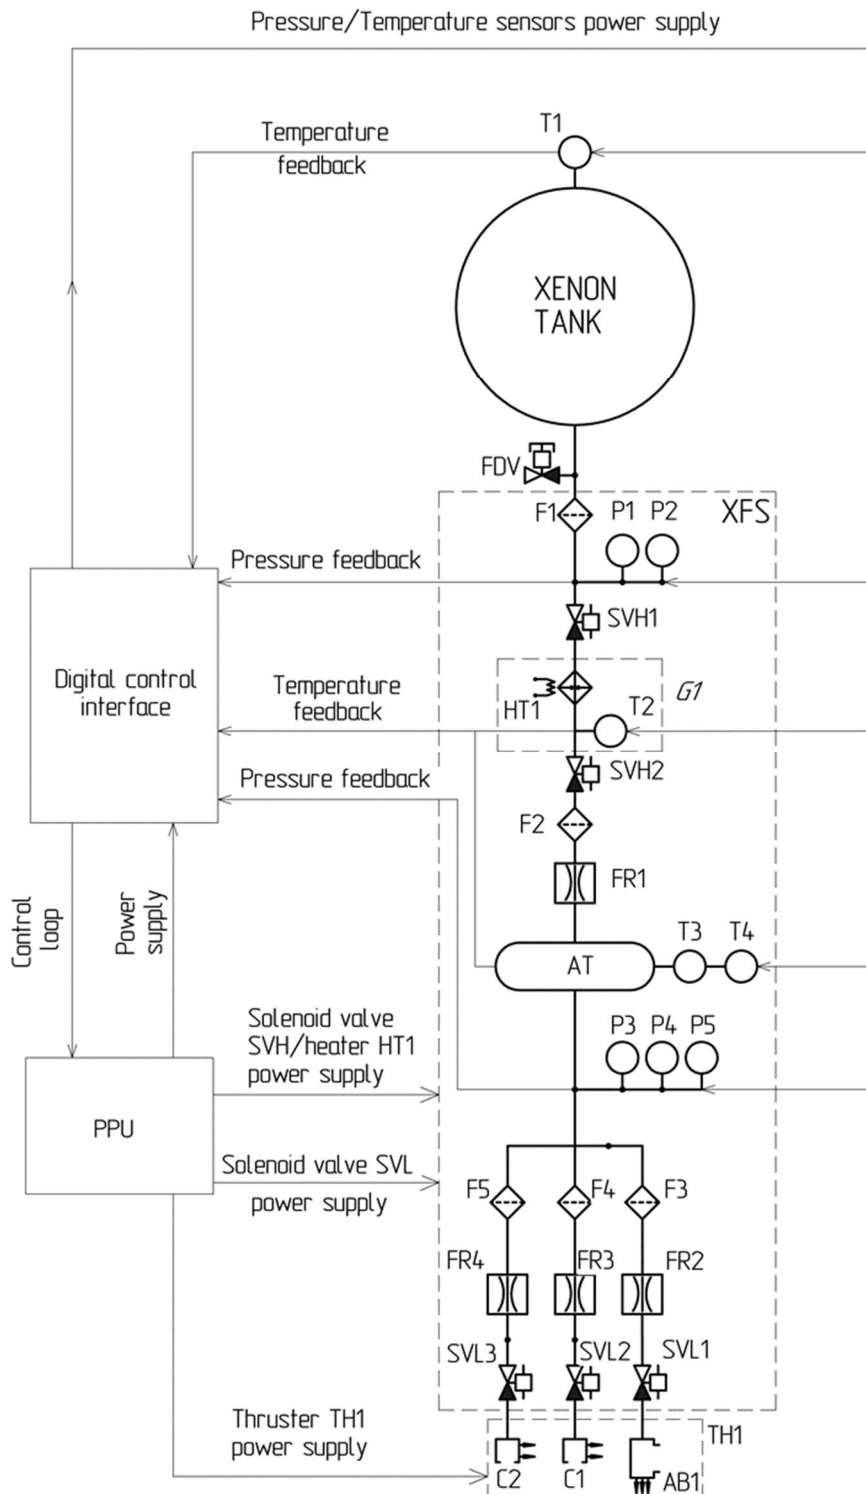 Pressure/Temperature sensors power supply
T1
Temperature
feedback
XENON
TANK
FDV
XFS
F1
P1
P2
Pressure feedback
SVH1
Digital control
interface
Temperature
feedback
HT1
T2
G1
Pressure feedback
SVH2
F2
FR1
Control
loop
Power
supply
AT
T3
T4
Solenoid valve
SVH/heater HT1
power supply
P3
P4
P5
PPU
Solenoid valve SVL
power supply
F5
F4
F3
FR4
FR3
FR2
SVL3
SVL2
SVL1
Thruster TH1
power supply
TH1
C2
C1
AB1